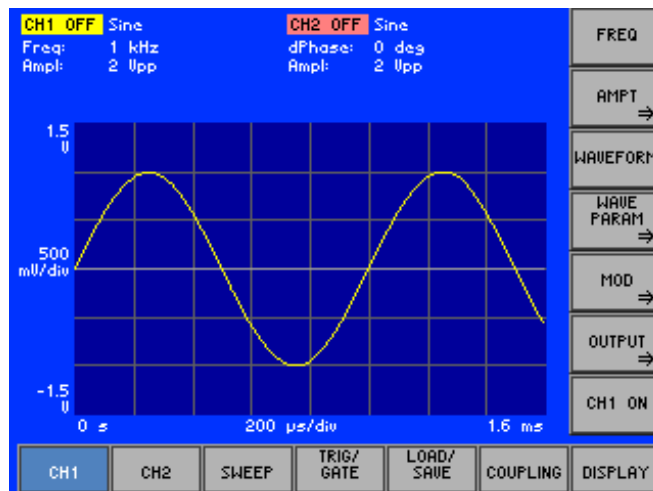 CH1 OFF Sine
Freq: 1 kHz
Ampl: 2 Vpp
CH2 OFF Sine
dPhase: 0 deg
Ampl: 2 Vpp
1.5
V
500
mV/div
-1.5
V
0 s
200 µs/div
1.6 ms
FREQ
AMPT
WAVEFORM
WAVE
PARAM
MOD
OUTPUT
CH1 ON
CH1
CH2
SWEEP
TRIG/
GATE
LOAD/
SAVE
COUPLING
DISPLAY